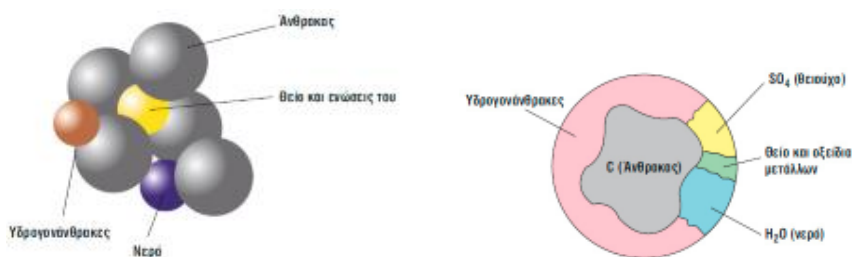 Άνθρακας
Θείο και ενώσεις του
Υδρογονάνθρακες
Νερό
Υδρογονάνθρακες
C (Άνθρακας)
SO4 (θειούχα)
Θείο και οξείδια
μετάλλων
H2O (νερό)